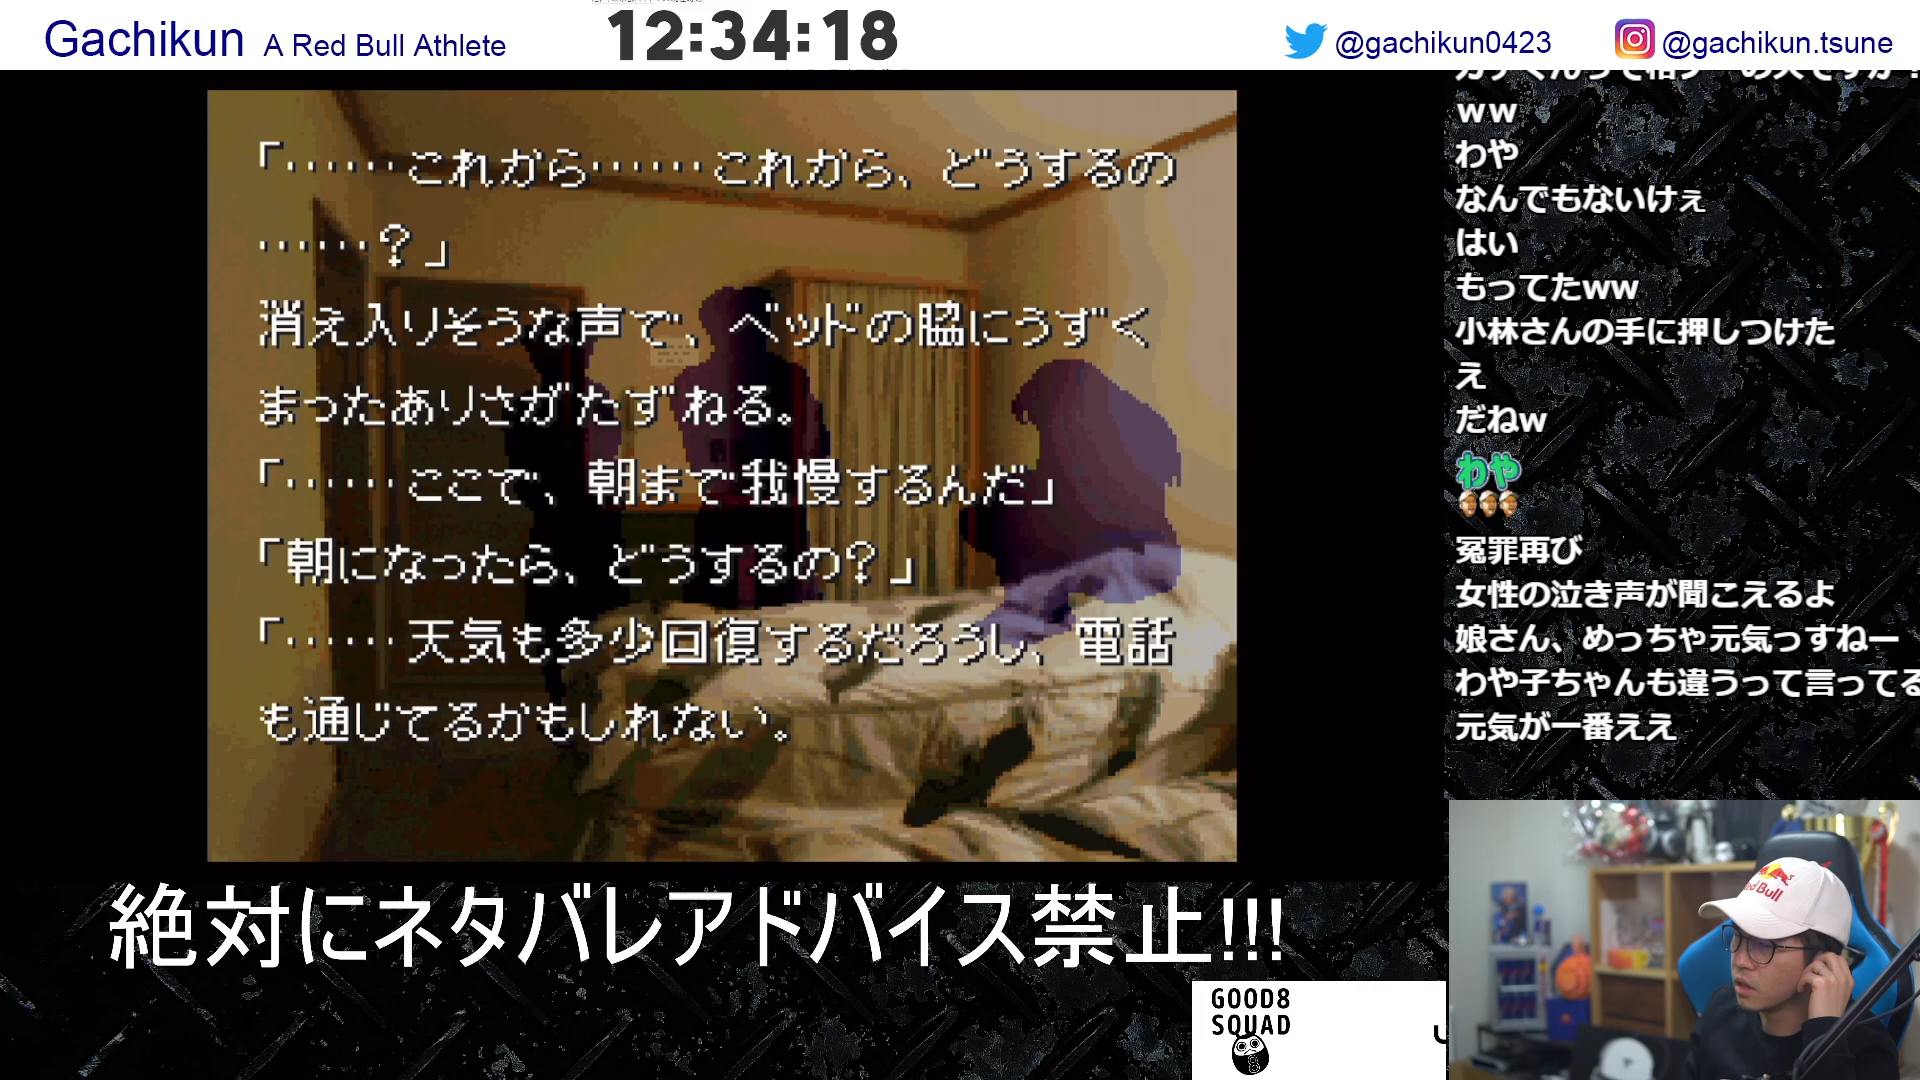 Gachikun A Red Bull Athlete
12:34:18
@gachikun0423
@gachikun.tsune
「……これから……これから、どうするの
……？」
消え入りそうな声で、ベッドの脇にうずく
まったありさがたずねる。
「……ここで、朝まで我慢するんだ」
「朝になったら、どうするの？」
「……天気も多少回復するだろうし、電話
も通じてるかもしれない。
ww
わや
なんでもないけぇ
はい
もってたww
小林さんの手に押しつけた
え
だねw
わや
冤罪再び
女性の泣き声が聞こえるよ
娘さん、めっちゃ元気っすねー
わや子ちゃんも違うって言ってる
元気が一番ええ
絶対にネタバレアドバイス禁止!!!
GOOD8
SQUAD
Red Bull